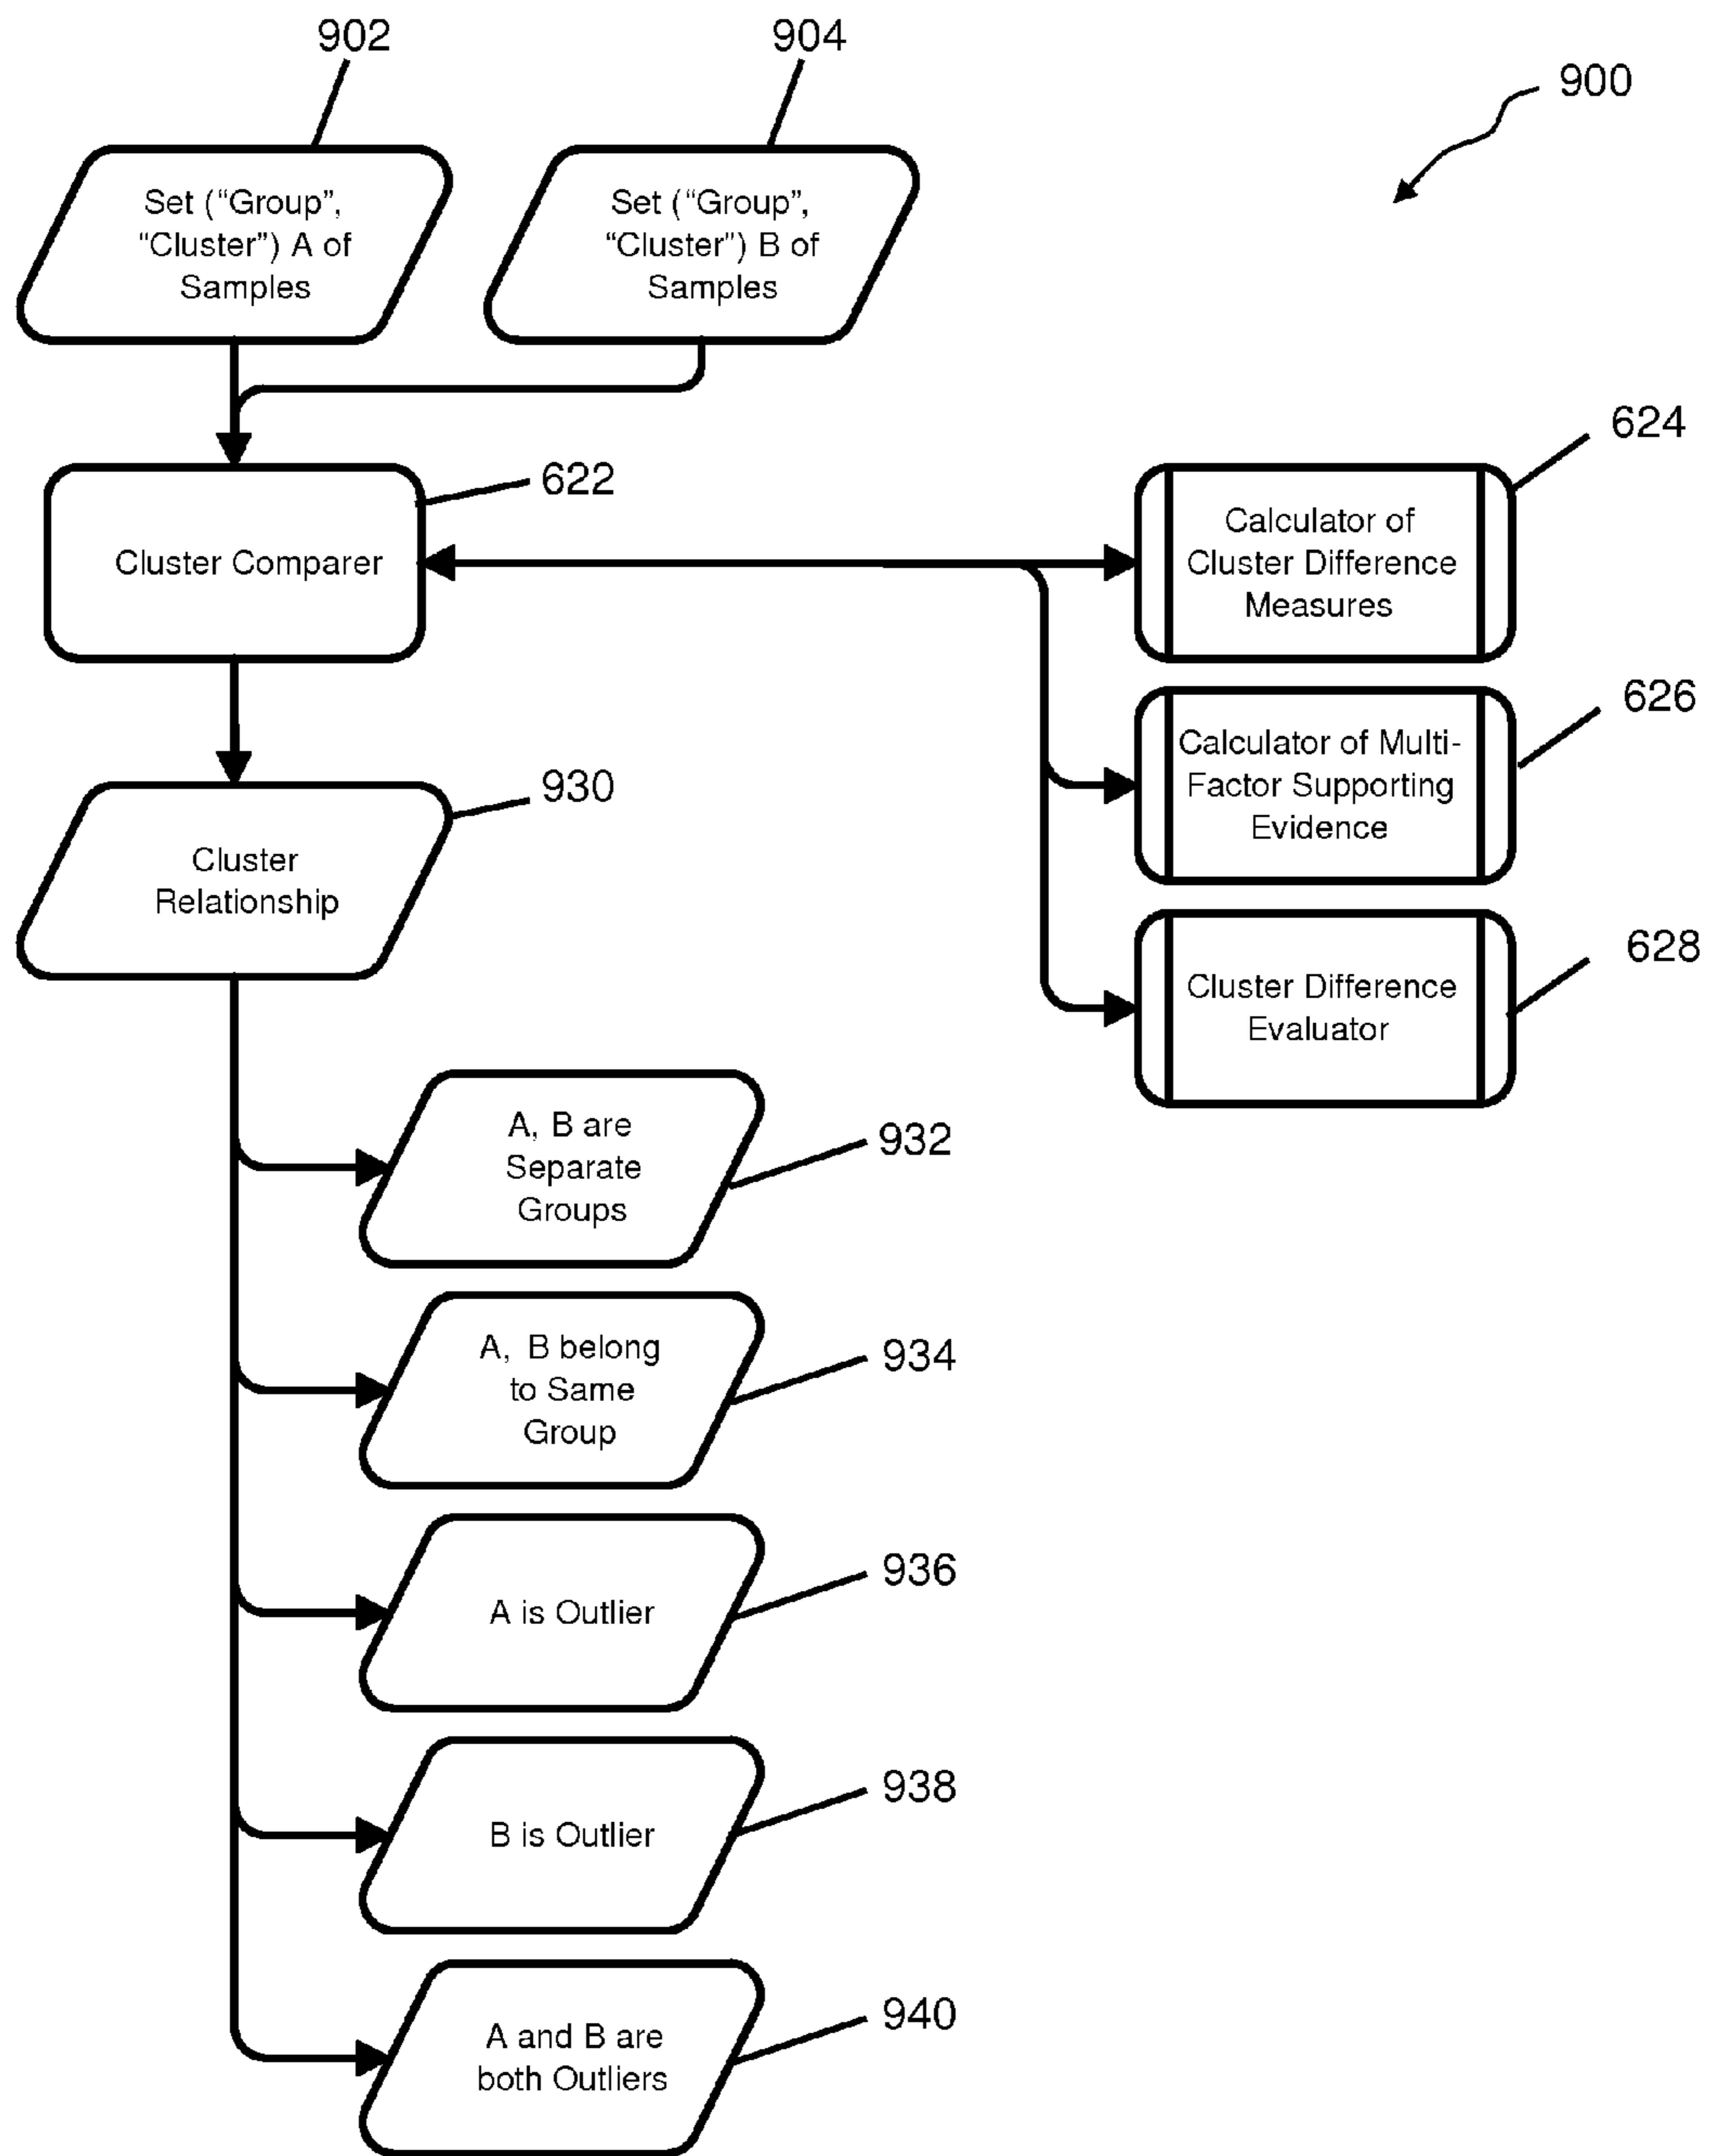 902
904
900
Set (“Group”,
“Cluster”) A of
Samples
Set (“Group”,
“Cluster”) B of
Samples
622
Cluster Comparer
624
Calculator of
Cluster Difference
Measures
626
Calculator of Multi-
Factor Supporting
Evidence
628
Cluster Difference
Evaluator
930
Cluster
Relationship
932
A, B are
Separate
Groups
934
A, B belong
to Same
Group
936
A is Outlier
938
B is Outlier
940
A and B are
both Outliers